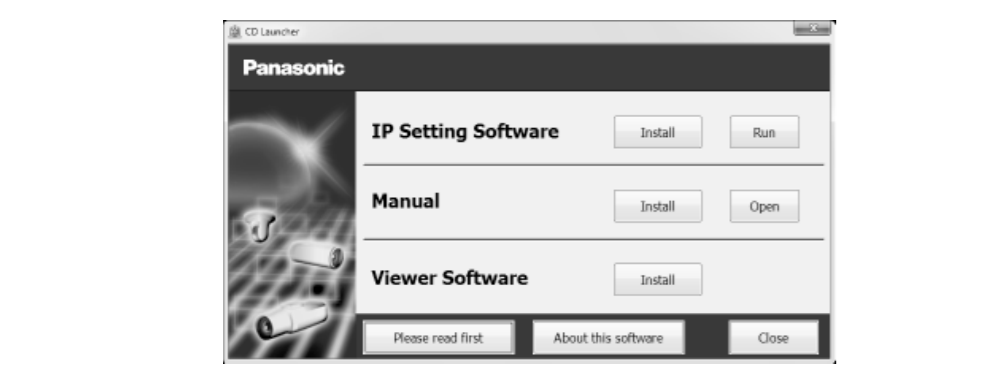 CD Launcher
Panasonic
IP Setting Software Install Run
Manual Install Open
Viewer Software Install
Please read first About this software Close